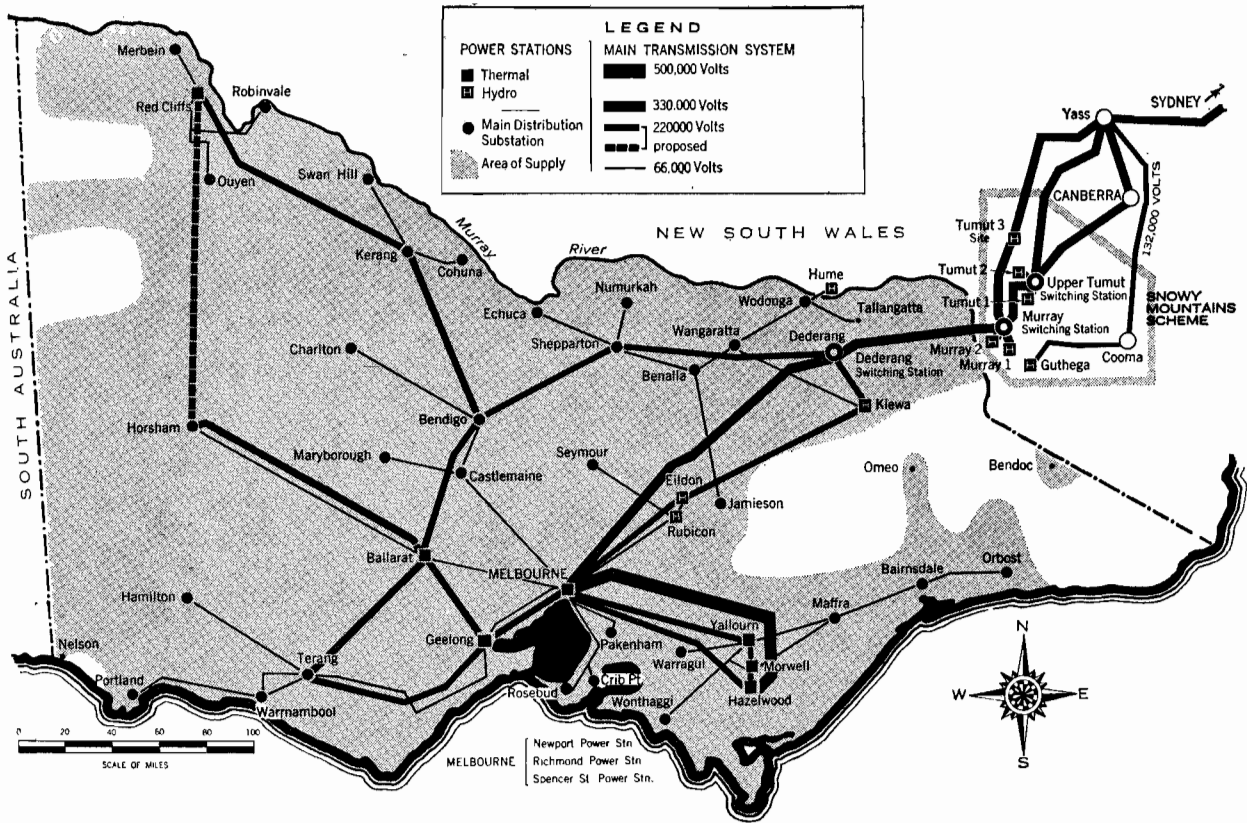 LEGEND
POWER STATIONS
Thermal
H Hydro
Main Distribution
Substation
Area of Supply
MAIN TRANSMISSION SYSTEM
500,000 Volts
330.000 Volts
220000 Volts
proposed
66,000 Volts
Merbein
Red Cliffs
Robinvale
Ouyen
Swan Hill
Kerang
Cohuna
Murray
River
NEW SOUTH WALES
SOUTH AUSTRALIA
SYDNEY
Yass
CANBERRA
132,000 VOLTS
Tumut 3
Site
H
Tumut 2
H
Tumut 1
H
Upper Tumut
Switching Station
SNOWY
MOUNTAINS
SCHEME
Murray
Switching Station
Murray 2
H
Murray 1
H
H
Guthega
Cooma
Hume
H
Wodonga
Tallangatta
Numurkah
Echuca
Wangaratta
Shepparton
Dederang
Dederang
Switching Station
Benalla
H
Kiewa
Charlton
Bendigo
Horsham
Maryborough
Castlemaine
Seymour
Eildon
H
H
Rubicon
Jamieson
Omeo
Bendoc
Ballarat
MELBOURNE
Hamilton
Bairnsdale
Orbost
Maffra
Yallourn
Geelong
Pakenham
Warragul
Morwell
Nelson
Terang
Portland
Warrnambool
Rosebud
Crib Pt.
Wonthaggi
Hazelwood
N
W
E
S
0 20 40 60 80 100
SCALE OF MILES
MELBOURNE
Newport Power Stn
Richmond Power Stn
Spencer St Power Stn.